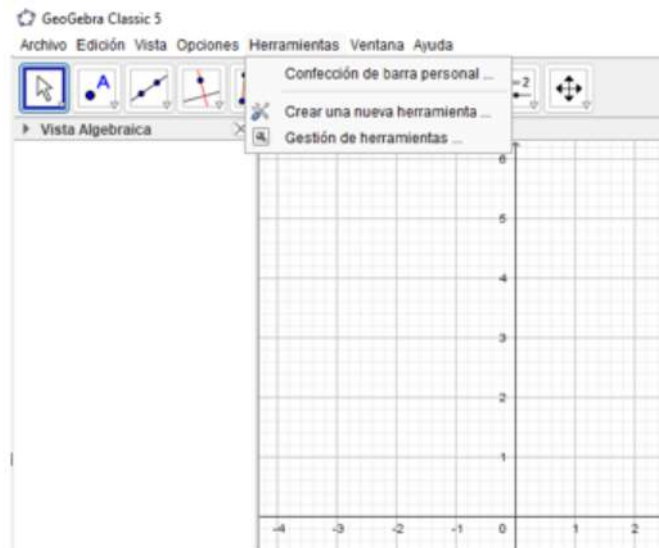 GeoGebra Classic 5
Archivo Edición Vista Opciones Herramientas Ventana Ayuda
Confección de barra personal ...
A
=2
Crear una nueva herramienta ...
Vista Algebraica
Gestión de herramientas ...
6
5
4
3
2
1
-4 -3 -2 -1 0 1 2